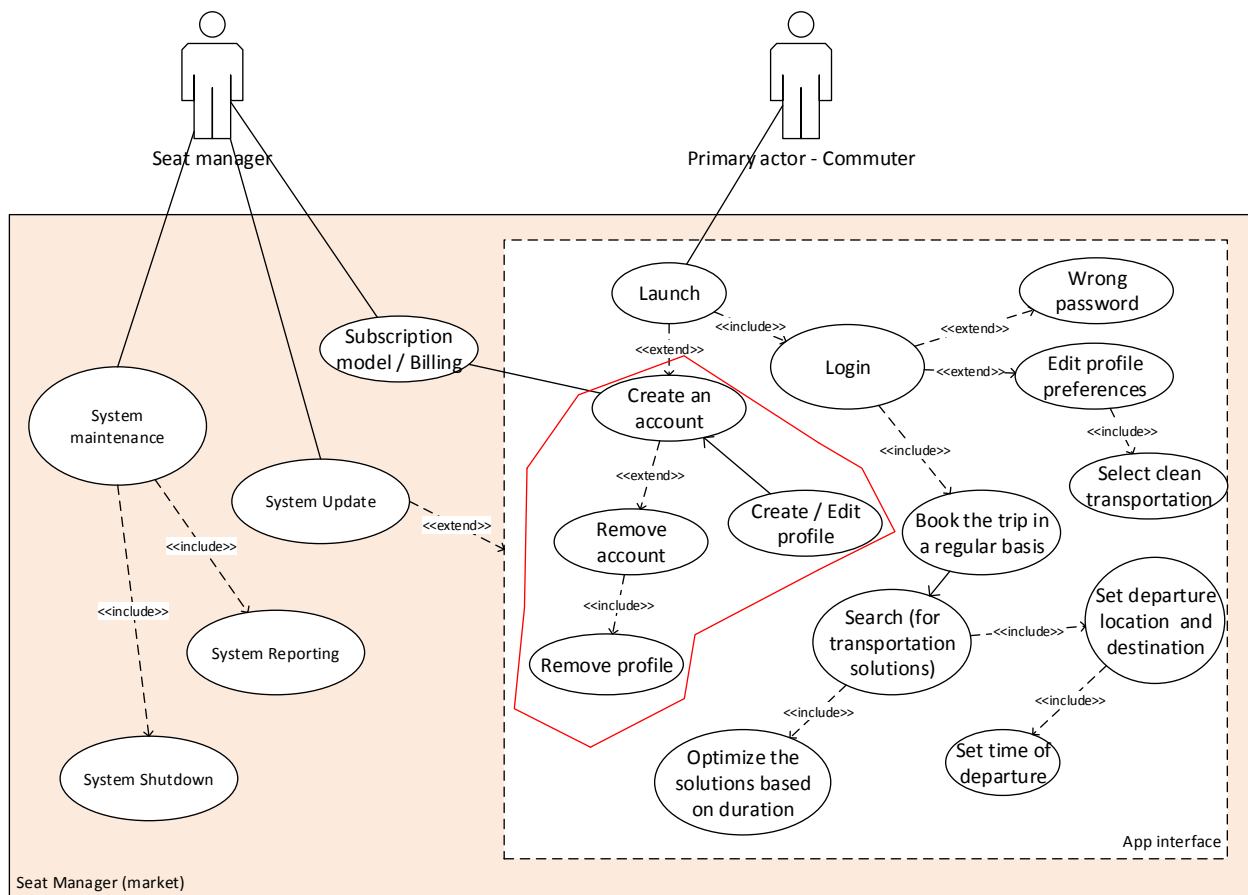 Seat manager
Primary actor - Commuter
Launch
Wrong
password
<<include>>
<<extend>>
<<extend>>
Subscription
model / Billing
Login
<<extend>>
Edit profile
preferences
Create an
account
System
maintenance
<<include>>
<<include>>
<<extend>>
Select clean
transportation
System Update
<<extend>>
Create / Edit
profile
Book the trip in
a regular basis
Remove
account
<<include>>
<<include>>
<<include>>
Search (for
transportation
solutions)
<<include>>
Set departure
location and
destination
System Reporting
Remove profile
<<include>>
<<include>>
System Shutdown
Optimize the
solutions based
on duration
Set time of
departure
App interface
Seat Manager (market)